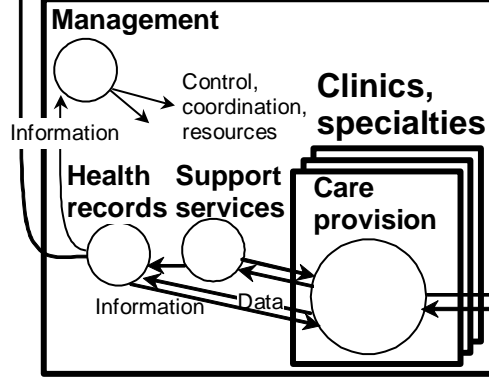 Management
Control,
coordination,
resources
Information
Clinics,
specialties
Health
records
Support
services
Care
provision
Information
Data